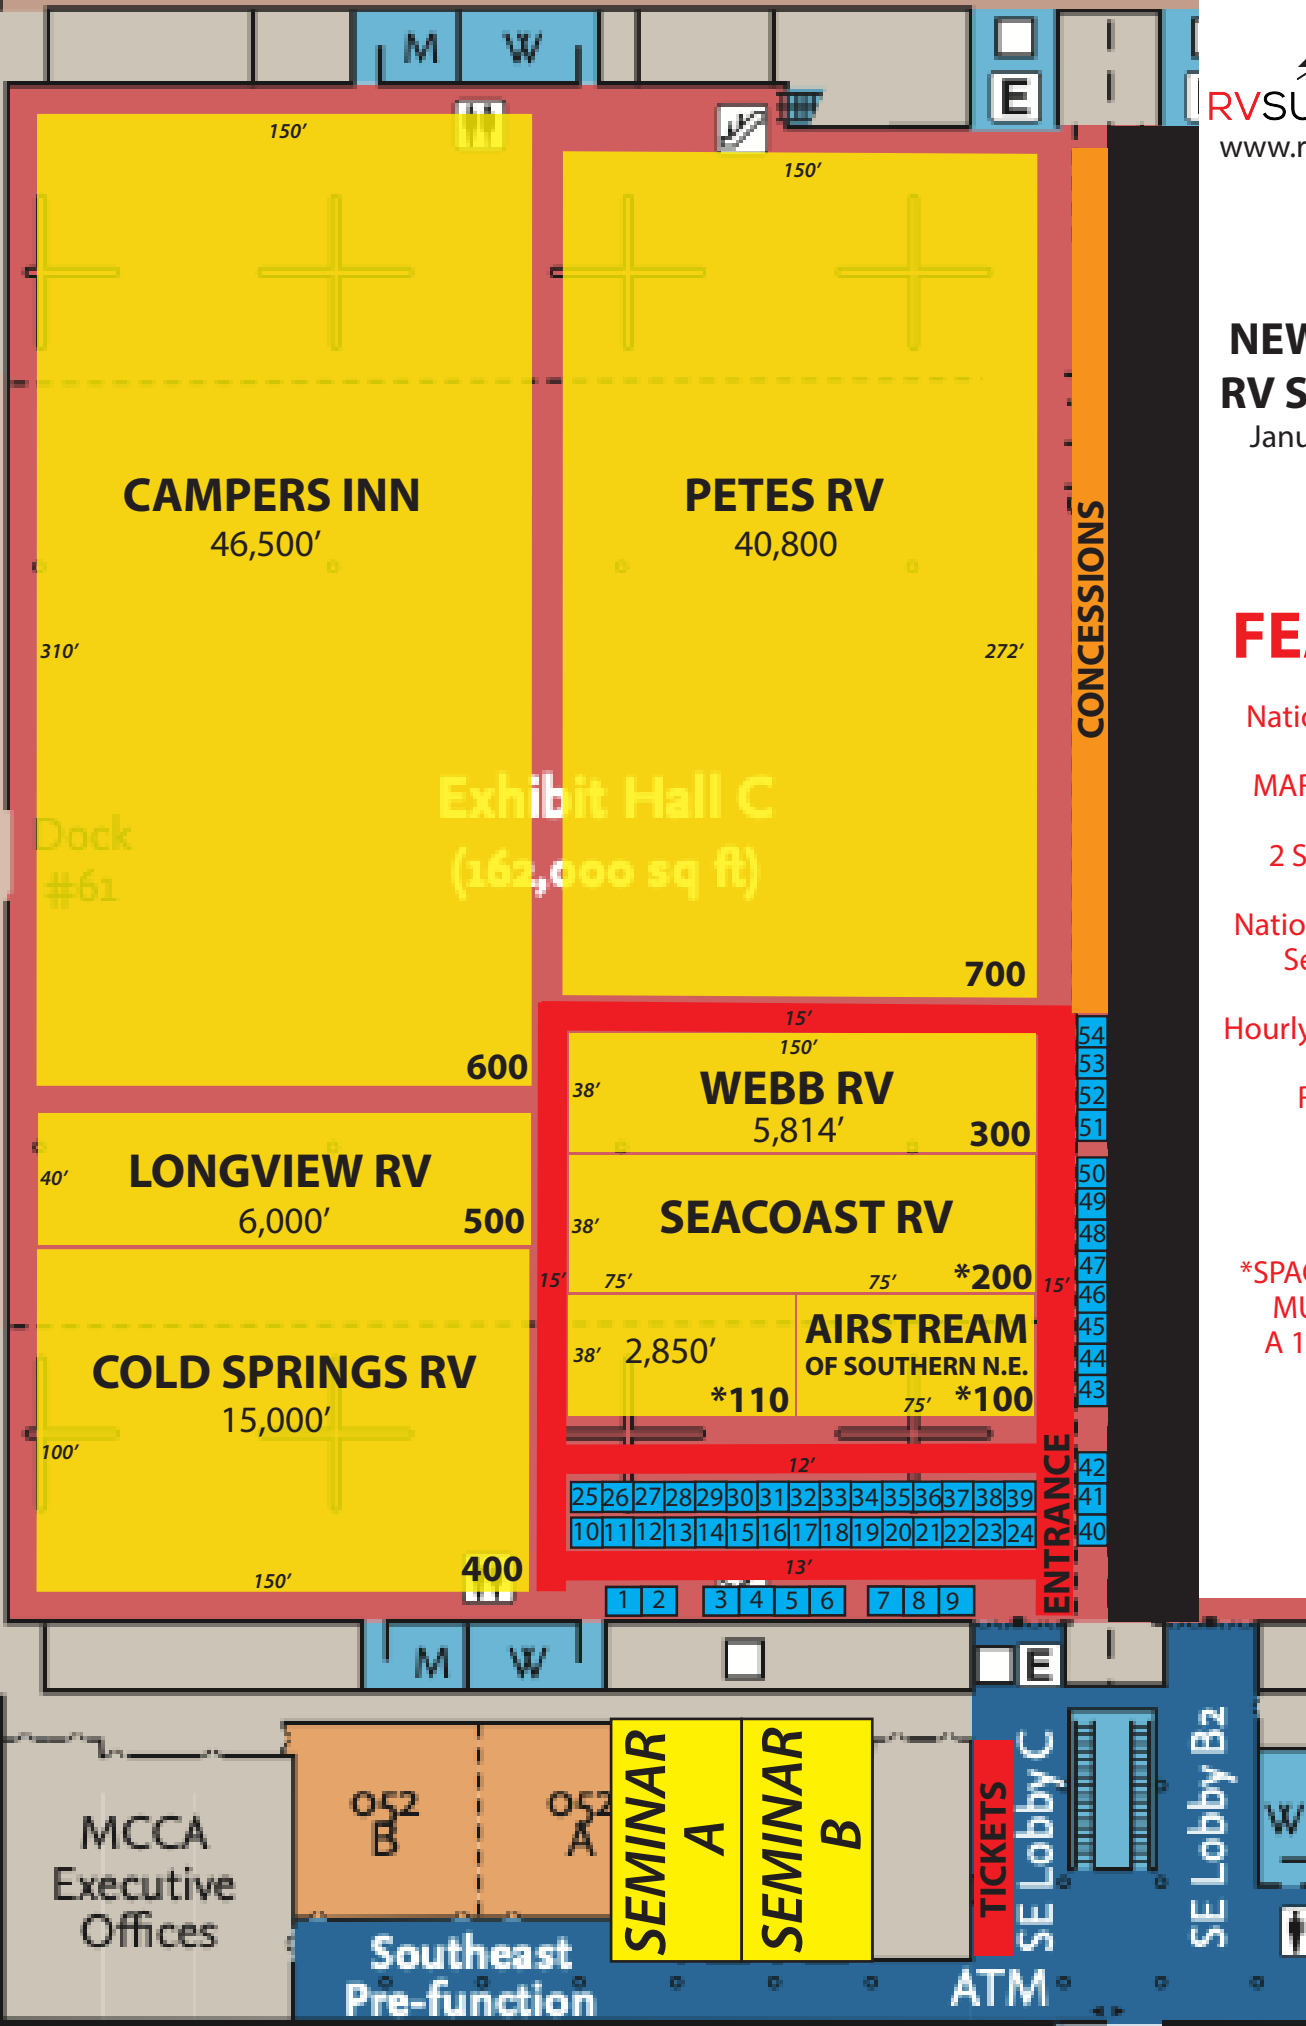 M
W
E
RVSU
www.r
150′
150′
NEW
RV S
Janu
CAMPERS INN
46,500′
PETES RV
40,800
CONCESSIONS
310′
272′
FEA
Natio
MAR
2 S
Natio
Se
Hourly
F
Exhibit Hall C
(162,000 sq ft)
Dock
#61
700
600
15′
150′
38′
WEBB RV
5,814′
300
54
53
52
51
40′
LONGVIEW RV
6,000′
500
38′
SEACOAST RV
15′
75′
75′
*200
15′
50
49
48
47
46
45
44
43
*SPAC
MU
A 1
COLD SPRINGS RV
15,000′
100′
150′
400
38′
2,850′
*110
AIRSTREAM
OF SOUTHERN N.E.
75′
*100
12′
25 26 27 28 29 30 31 32 33 34 35 36 37 38 39
10 11 12 13 14 15 16 17 18 19 20 21 22 23 24
13′
1 2 3 4 5 6 7 8 9
ENTRANCE
42
41
40
M
W
E
MCCA
Executive
Offices
052
B
052
A
SEMINAR
A
SEMINAR
B
TICKETS
SE Lobby C
SE Lobby B2
W
Southeast
Pre-function
ATM